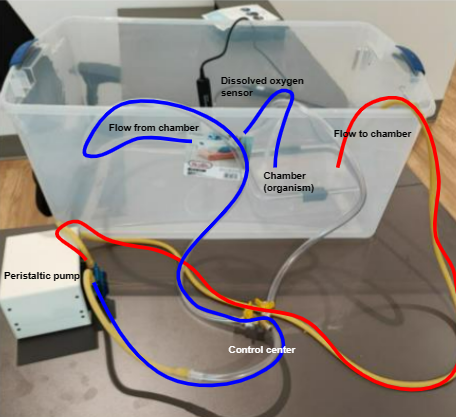 Dissolved oxygen
sensor
Flow from chamber
Flow to chamber
Chamber
(organism)
Peristaltic pump
Control center